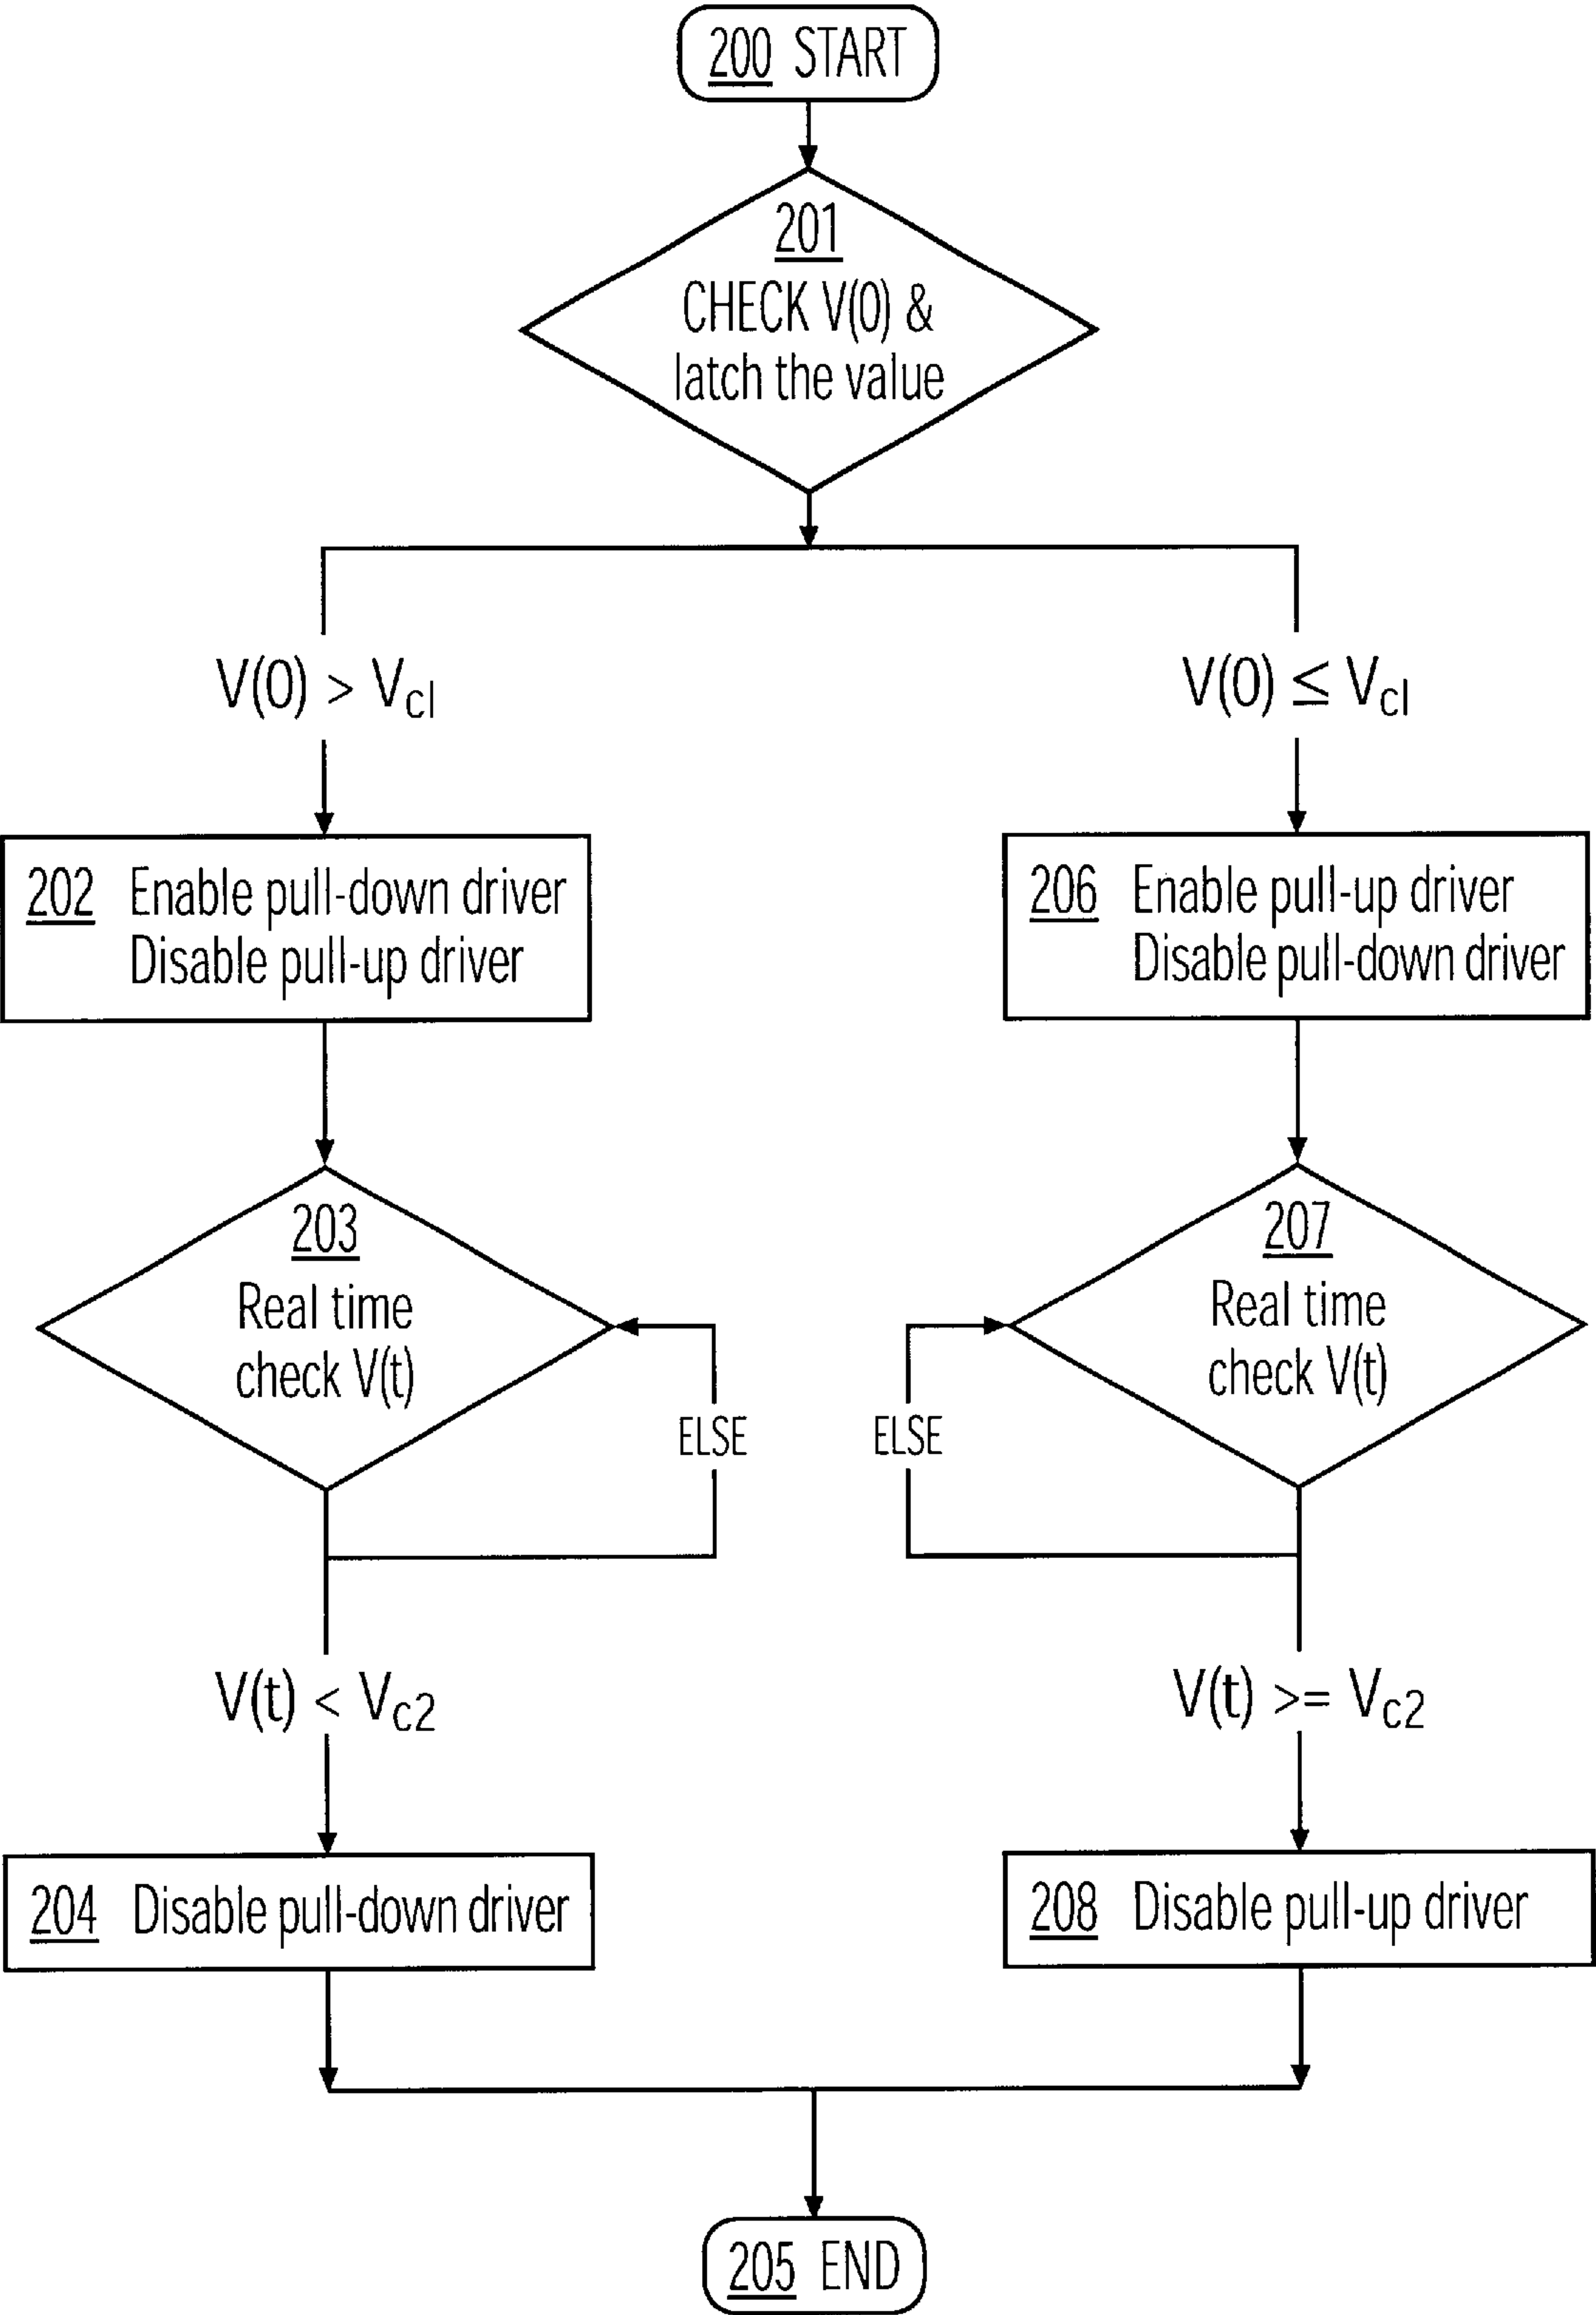 200 START
201
CHECK V(0) &
latch the value
V(0) > Vcl
V(0) ≤ Vcl
202 Enable pull-down driver
Disable pull-up driver
206 Enable pull-up driver
Disable pull-down driver
203
Real time
check V(t)
ELSE
207
Real time
check V(t)
ELSE
V(t) < Vc2
V(t) >= Vc2
204 Disable pull-down driver
208 Disable pull-up driver
205 END